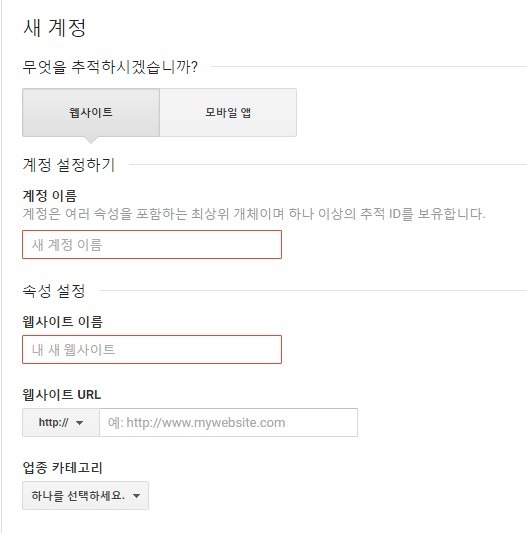 새 계정
무엇을 추적하시겠습니까?
웹사이트
모바일 앱
계정 설정하기
계정 이름
계정은 여러 속성을 포함하는 최상위 개체이며 하나 이상의 추적 ID를 보유합니다.
새 계정 이름
속성 설정
웹사이트 이름
내 새 웹사이트
웹사이트 URL
http://
예: http://www.mywebsite.com
업종 카테고리
하나를 선택하세요.